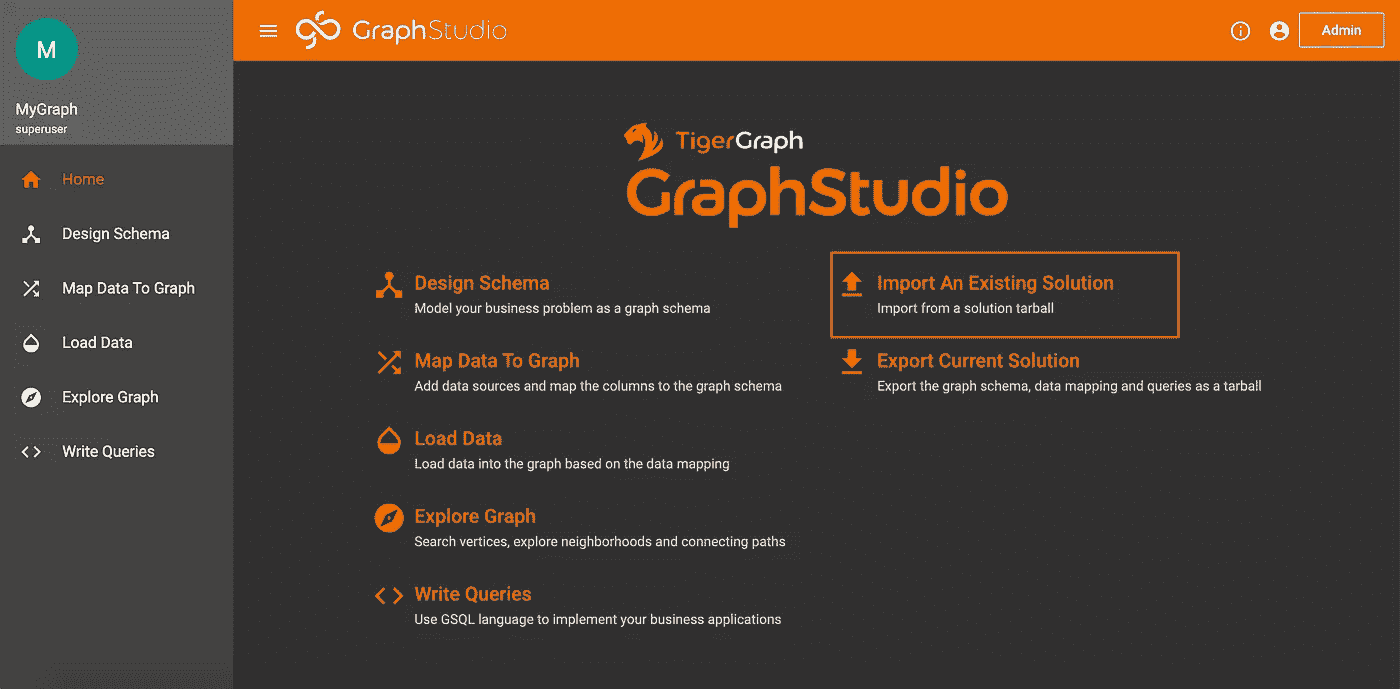 M
MyGraph
superuser
Home
Design Schema
Map Data To Graph
Load Data
Explore Graph
Write Queries
GraphStudio
Admin
TigerGraph
GraphStudio
Design Schema
Model your business problem as a graph schema
Map Data To Graph
Add data sources and map the columns to the graph schema
Load Data
Load data into the graph based on the data mapping
Explore Graph
Search vertices, explore neighborhoods and connecting paths
Write Queries
Use GSQL language to implement your business applications
Import An Existing Solution
Import from a solution tarball
Export Current Solution
Export the graph schema, data mapping and queries as a tarball